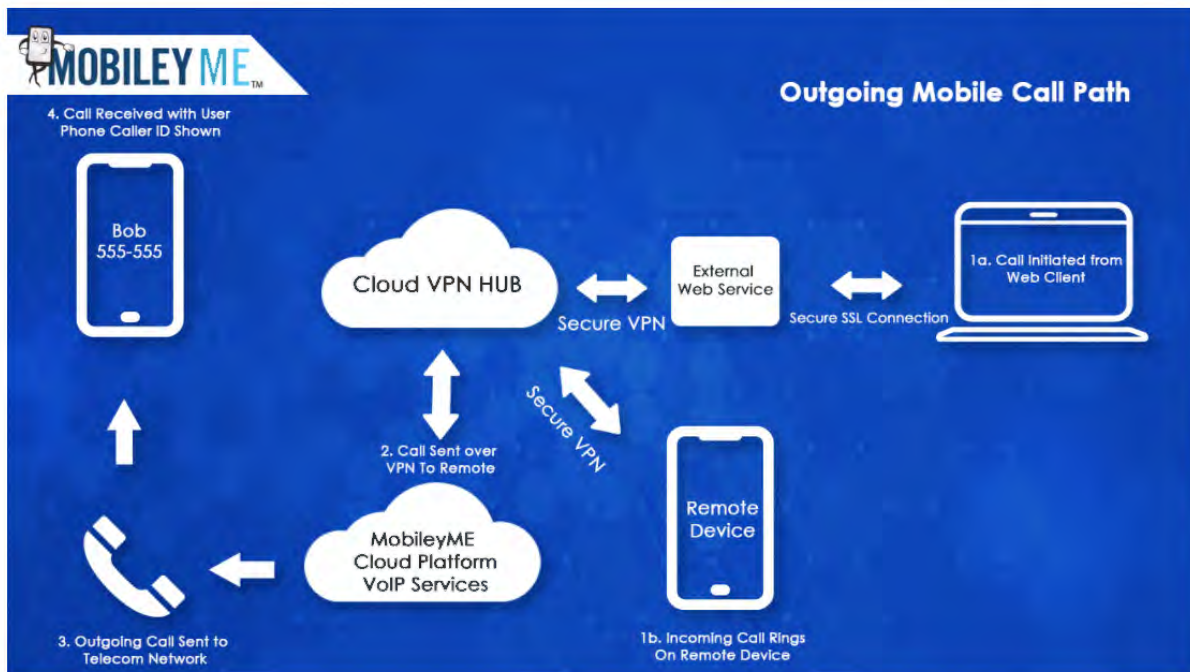 MOBILEY ME™
Outgoing Mobile Call Path
4. Call Received with User
Phone Caller ID Shown
Bob
555-555
Cloud VPN HUB
Secure VPN
External
Web Service
Secure SSL Connection
1a. Call Initiated from
Web Client
2. Call Sent over
VPN To Remote
Secure VPN
MobileyME
Cloud Platform
VoIP Services
Remote
Device
3. Outgoing Call Sent to
Telecom Network
1b. Incoming Call Rings
On Remote Device